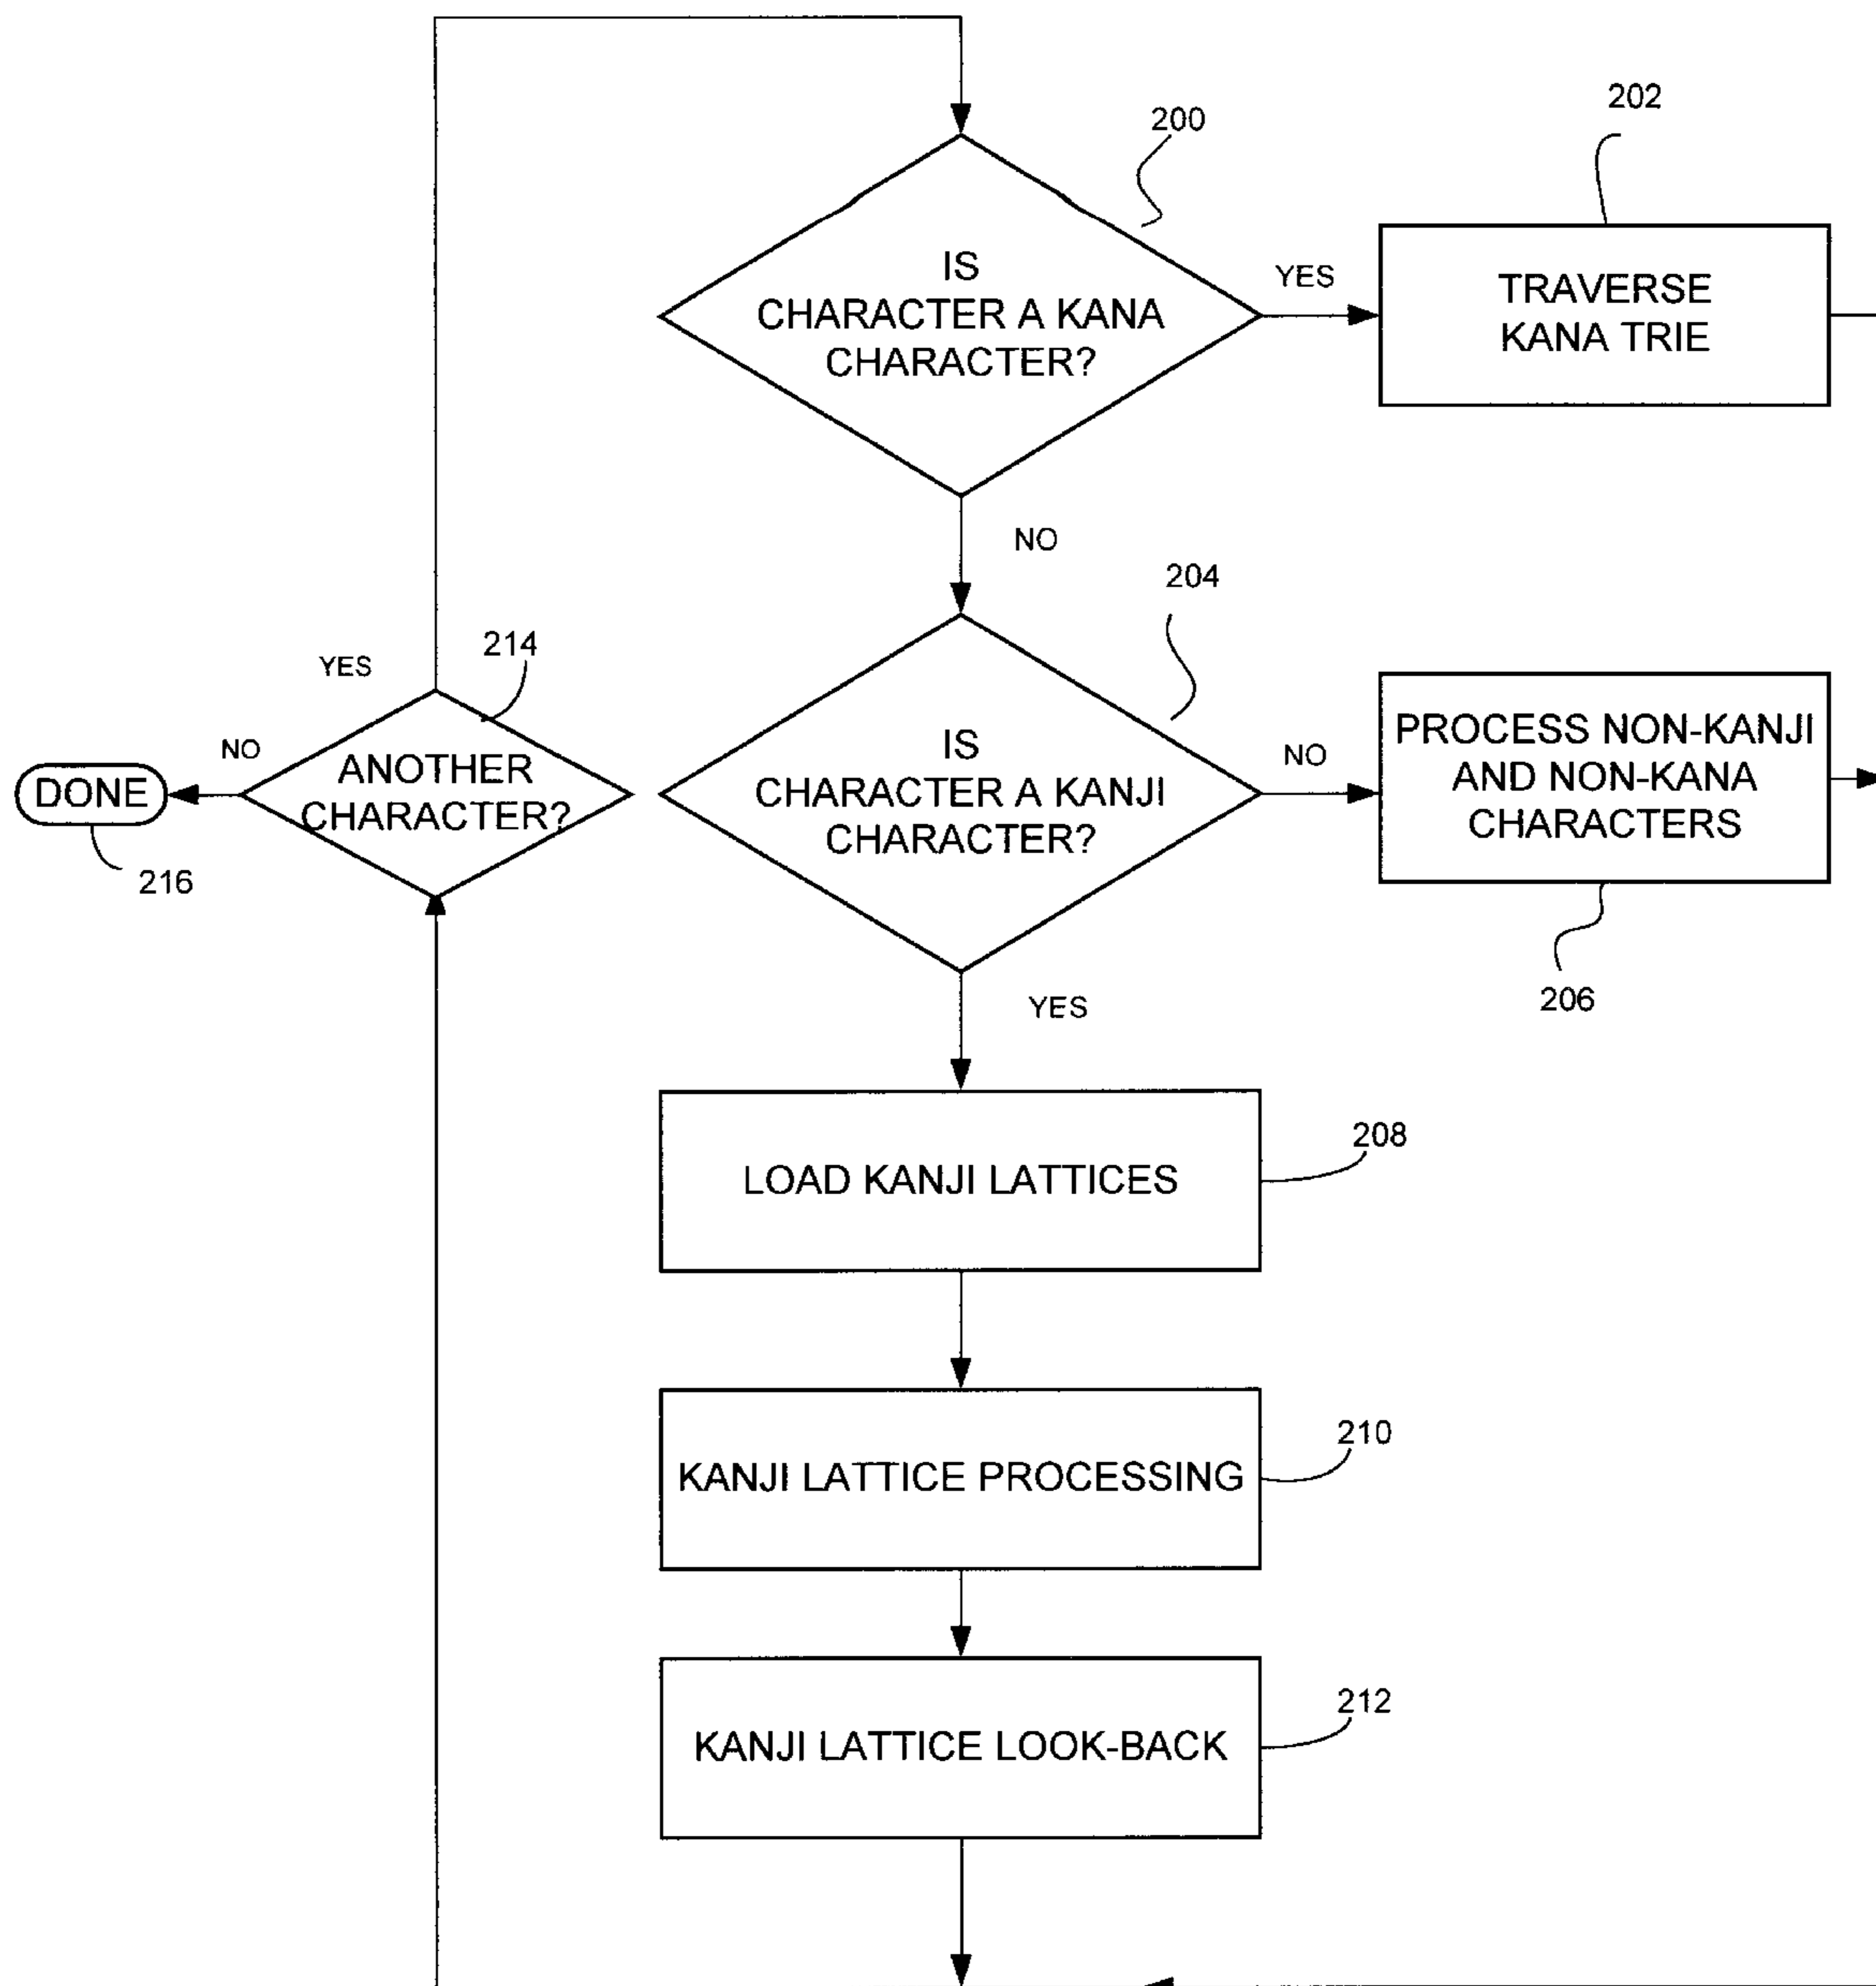 200
202
IS
CHARACTER A KANA
CHARACTER?
YES
TRAVERSE
KANA TRIE
NO
204
214
YES
NO
DONE
216
ANOTHER
CHARACTER?
IS
CHARACTER A KANJI
CHARACTER?
NO
PROCESS NON-KANJI
AND NON-KANA
CHARACTERS
206
YES
LOAD KANJI LATTICES
208
KANJI LATTICE PROCESSING
210
KANJI LATTICE LOOK-BACK
212